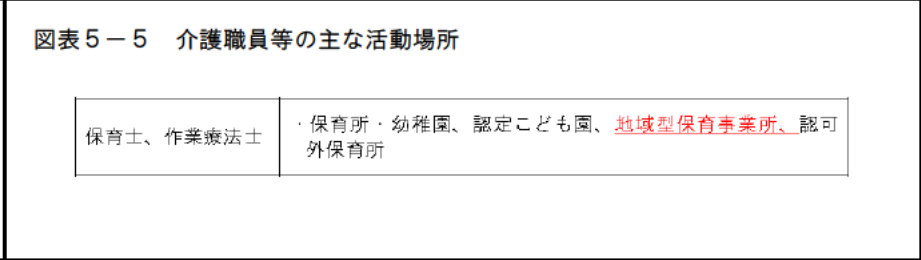 図表５－５　介護職員等の主な活動場所
保育士、作業療法士
・保育所・幼稚園、認定こども園、地域型保育事業所、認可
外保育所